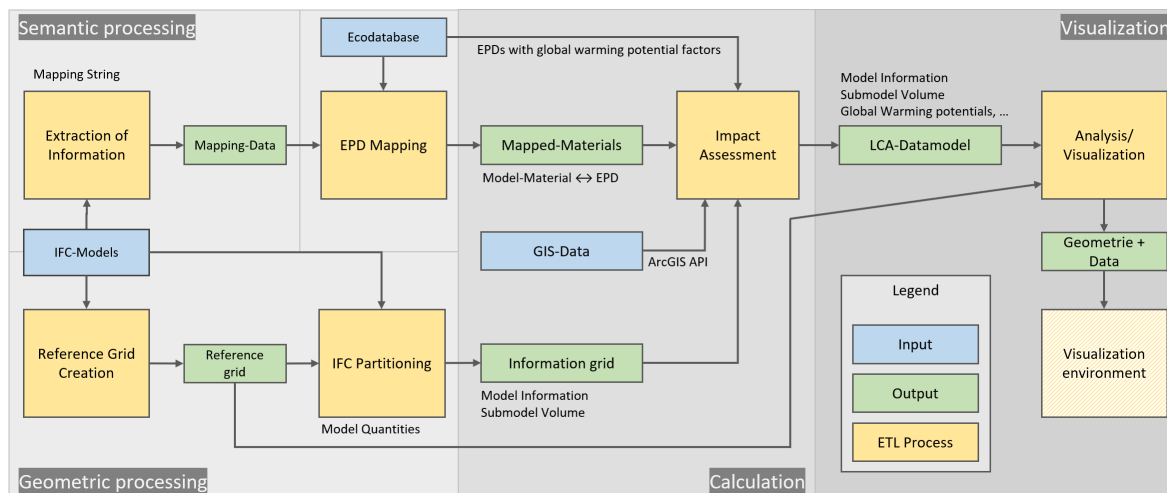 Semantic processing
Visualization
Ecodatabase
EPDs with global warming potential factors
Mapping String
Model Information
Submodel Volume
Global Warming potentials, ...
Extraction of
Information
Mapping-Data
EPD Mapping
Mapped-Materials
Model-Material ↔ EPD
Impact
Assessment
LCA-Datamodel
Analysis/
Visualization
IFC-Models
GIS-Data
ArcGIS API
Geometrie +
Data
Reference Grid
Creation
Reference
grid
IFC Partitioning
Model Quantities
Information grid
Model Information
Submodel Volume
Legend
Input
Output
ETL Process
Visualization
environment
Geometric processing
Calculation